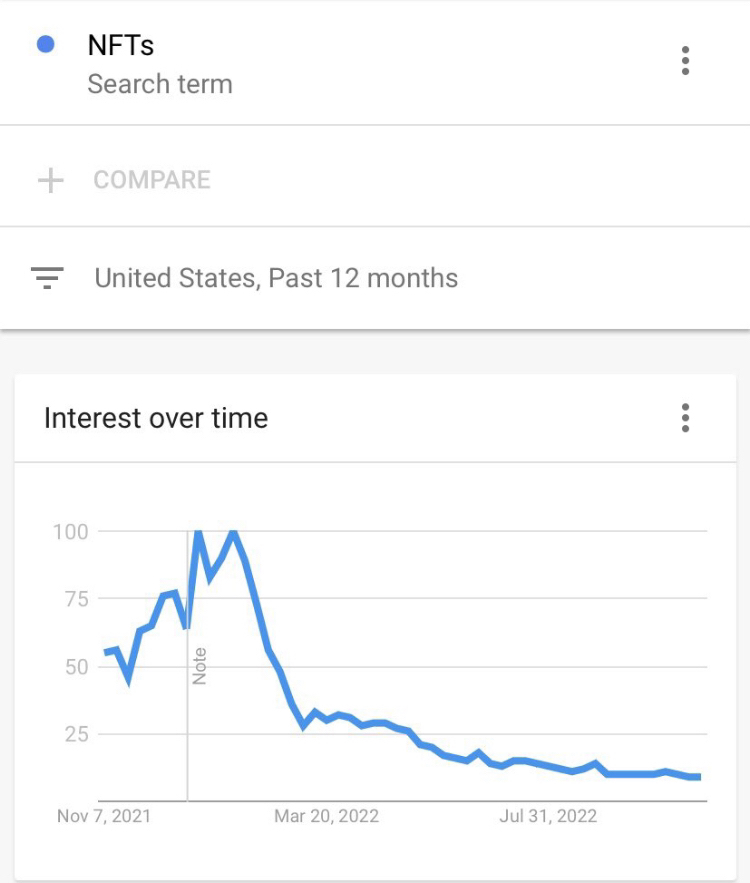 NFTs
Search term
COMPARE
United States, Past 12 months
Interest over time
100
75
50
25
Note
Nov 7, 2021
Mar 20, 2022
Jul 31, 2022